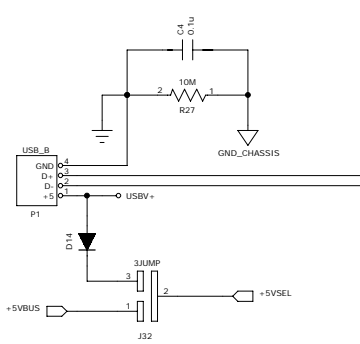 C4
0.1u
10M
2
1
R27
GND_CHASSIS
USB_B
GND
4
D+
3
D-
2
+5
1
P1
USBV+
D14
3JUMP
3
2
+5VSEL
+5VBUS
1
J32